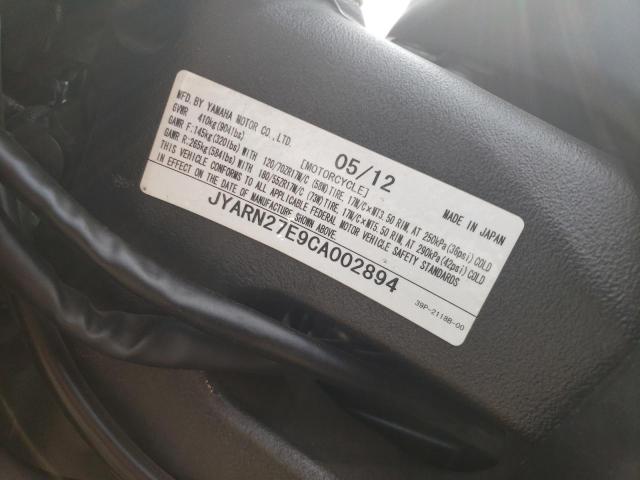 MFD. BY YAMAHA MOTOR CO., LTD. 05/12 MADE IN JAPAN
GVWR 410kg(904lbs) [MOTORCYCLE]
GAWR F:145kg(320lbs) WITH 120/70ZR17M/C (58W)TIRE, 17M/C×MT3.50 RIM, AT 250kPa(36psi)COLD
GAWR R:265kg(584lbs) WITH 180/55ZR17M/C (73W)TIRE, 17M/C×MT5.50 RIM, AT 290kPa(42psi)COLD
THIS VEHICLE CONFORMS TO ALL APPLICABLE FEDERAL MOTOR VEHICLE SAFETY STANDARDS
IN EFFECT ON THE DATE OF MANUFACTURE SHOWN ABOVE.
JYARN27E9CA002894
39P-2118B-00